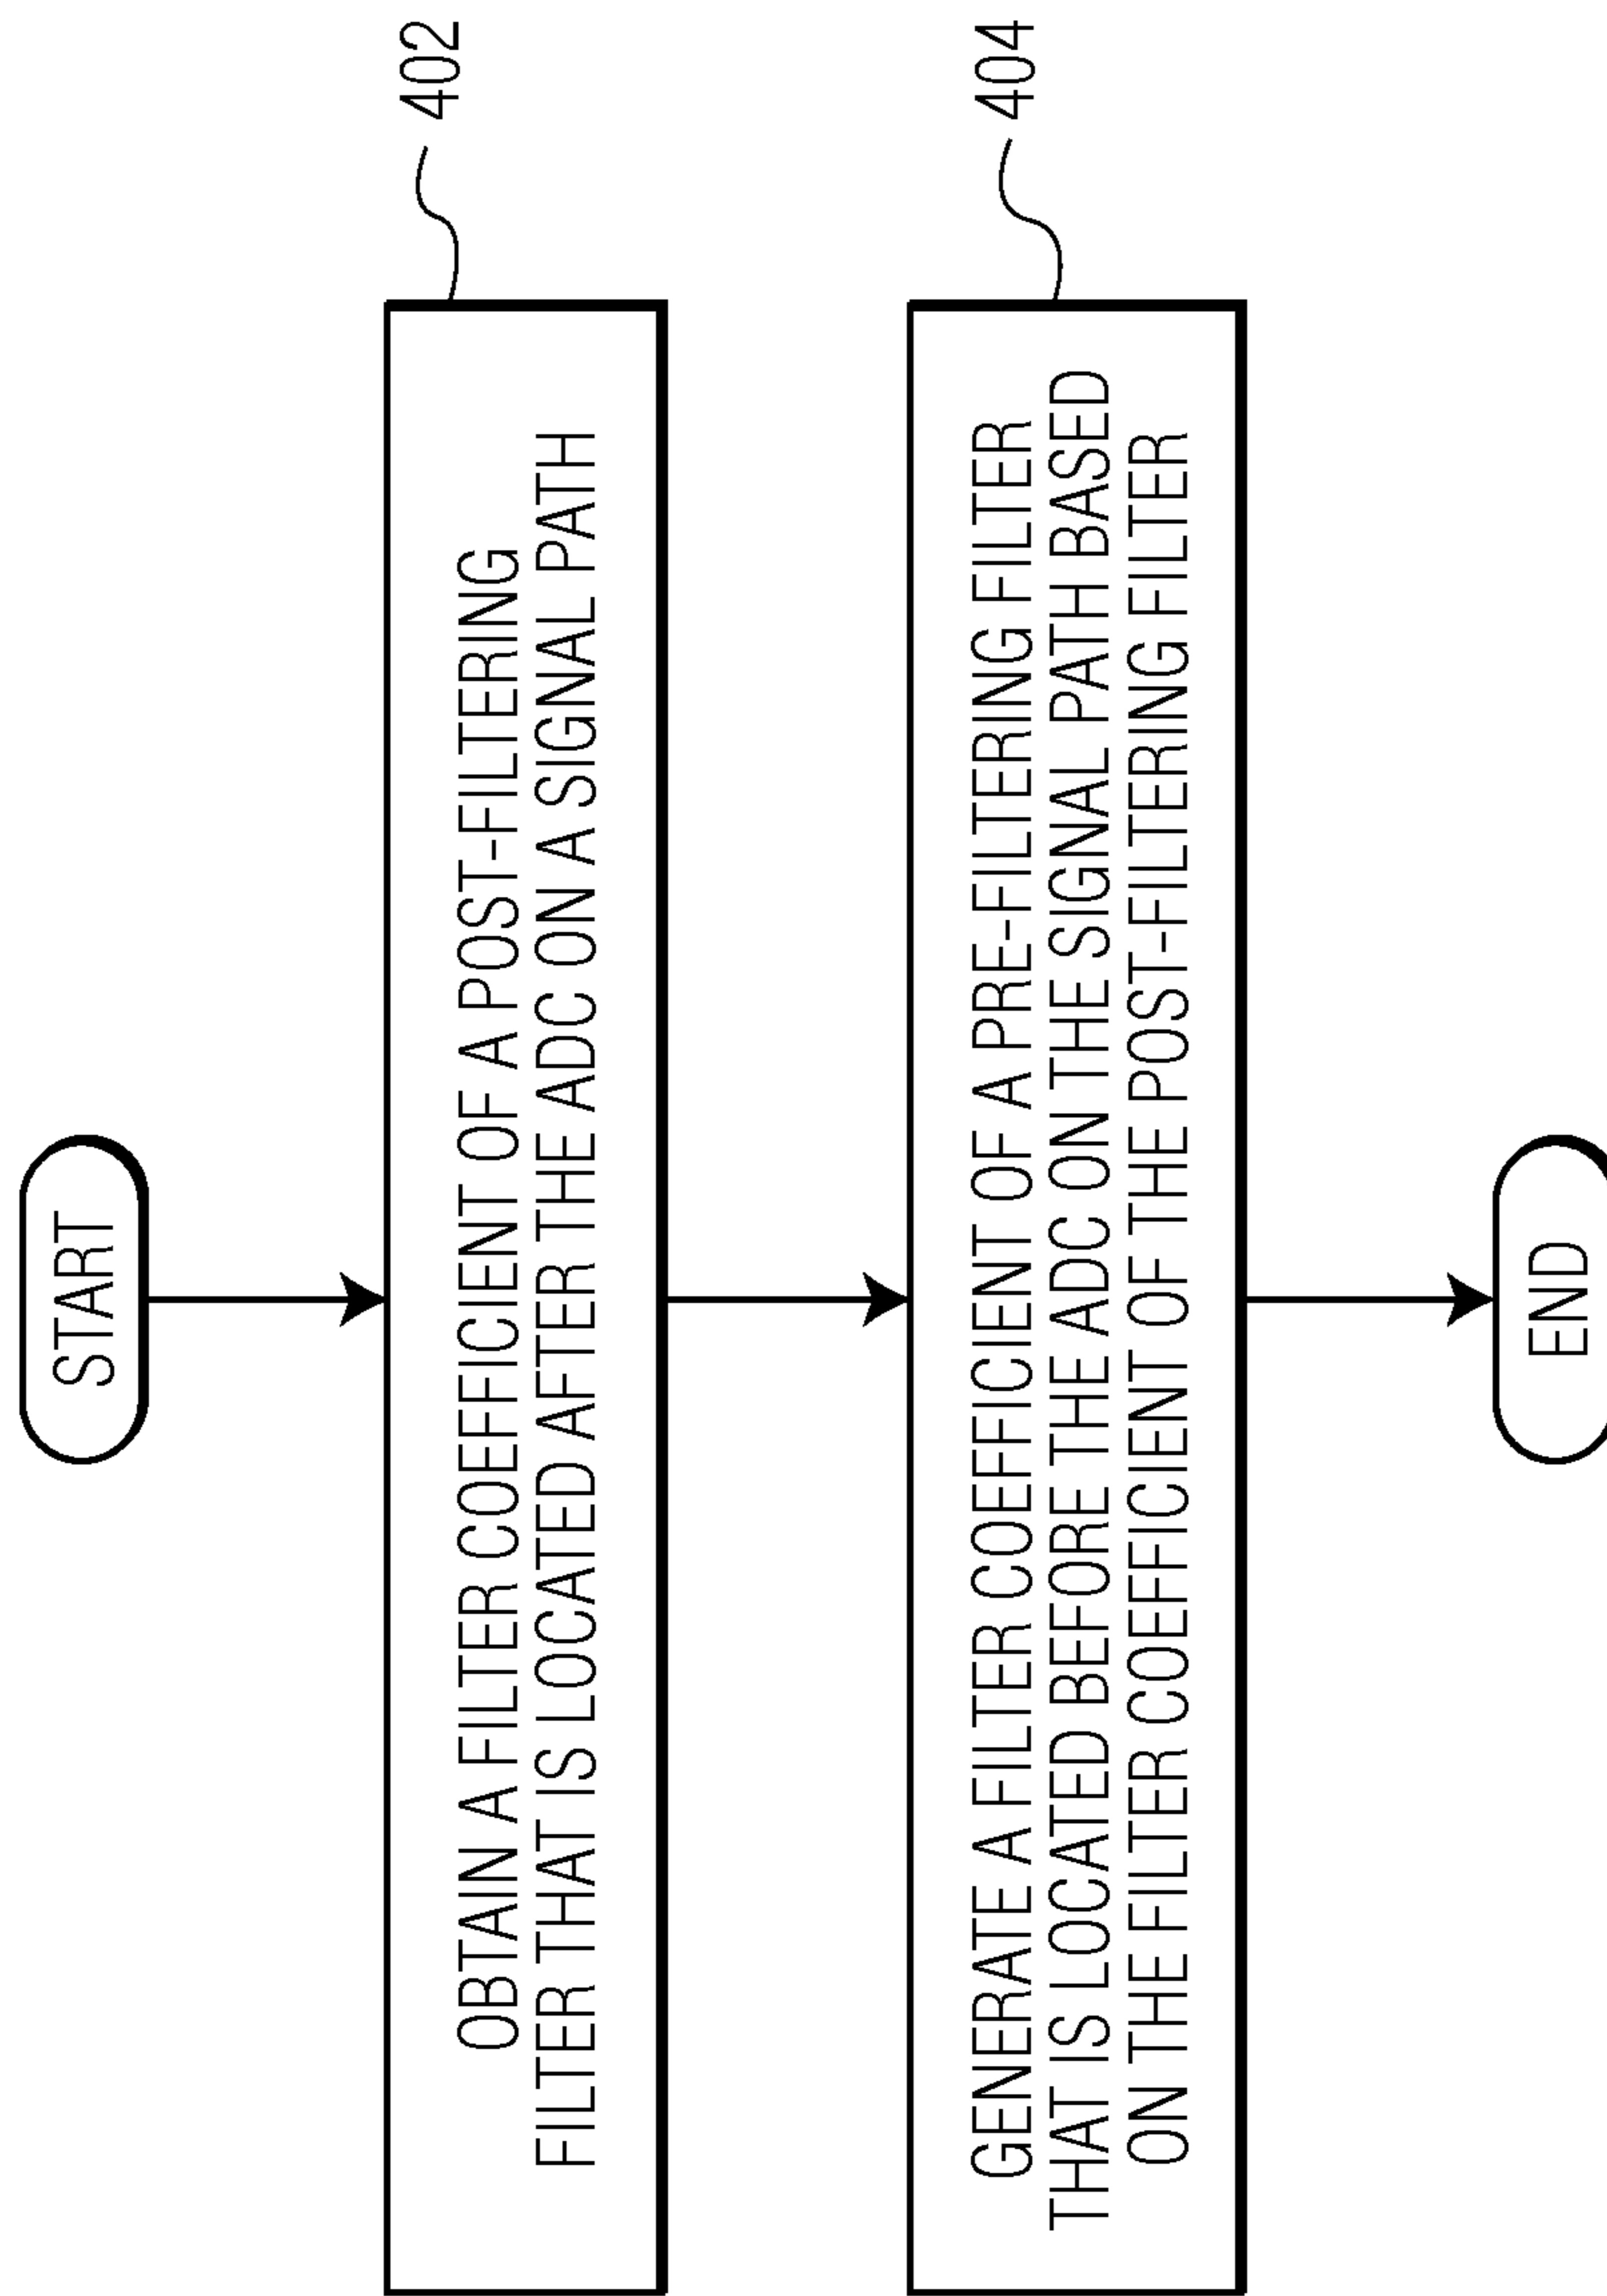 START
402
OBTAIN A FILTER COEFFICIENT OF A POST-FILTERING
FILTER THAT IS LOCATED AFTER THE ADC ON A SIGNAL PATH
404
GENERATE A FILTER COEFFICIENT OF A PRE-FILTERING FILTER
THAT IS LOCATED BEFORE THE ADC ON THE SIGNAL PATH BASED
ON THE FILTER COEFFICIENT OF THE POST-FILTERING FILTER
END